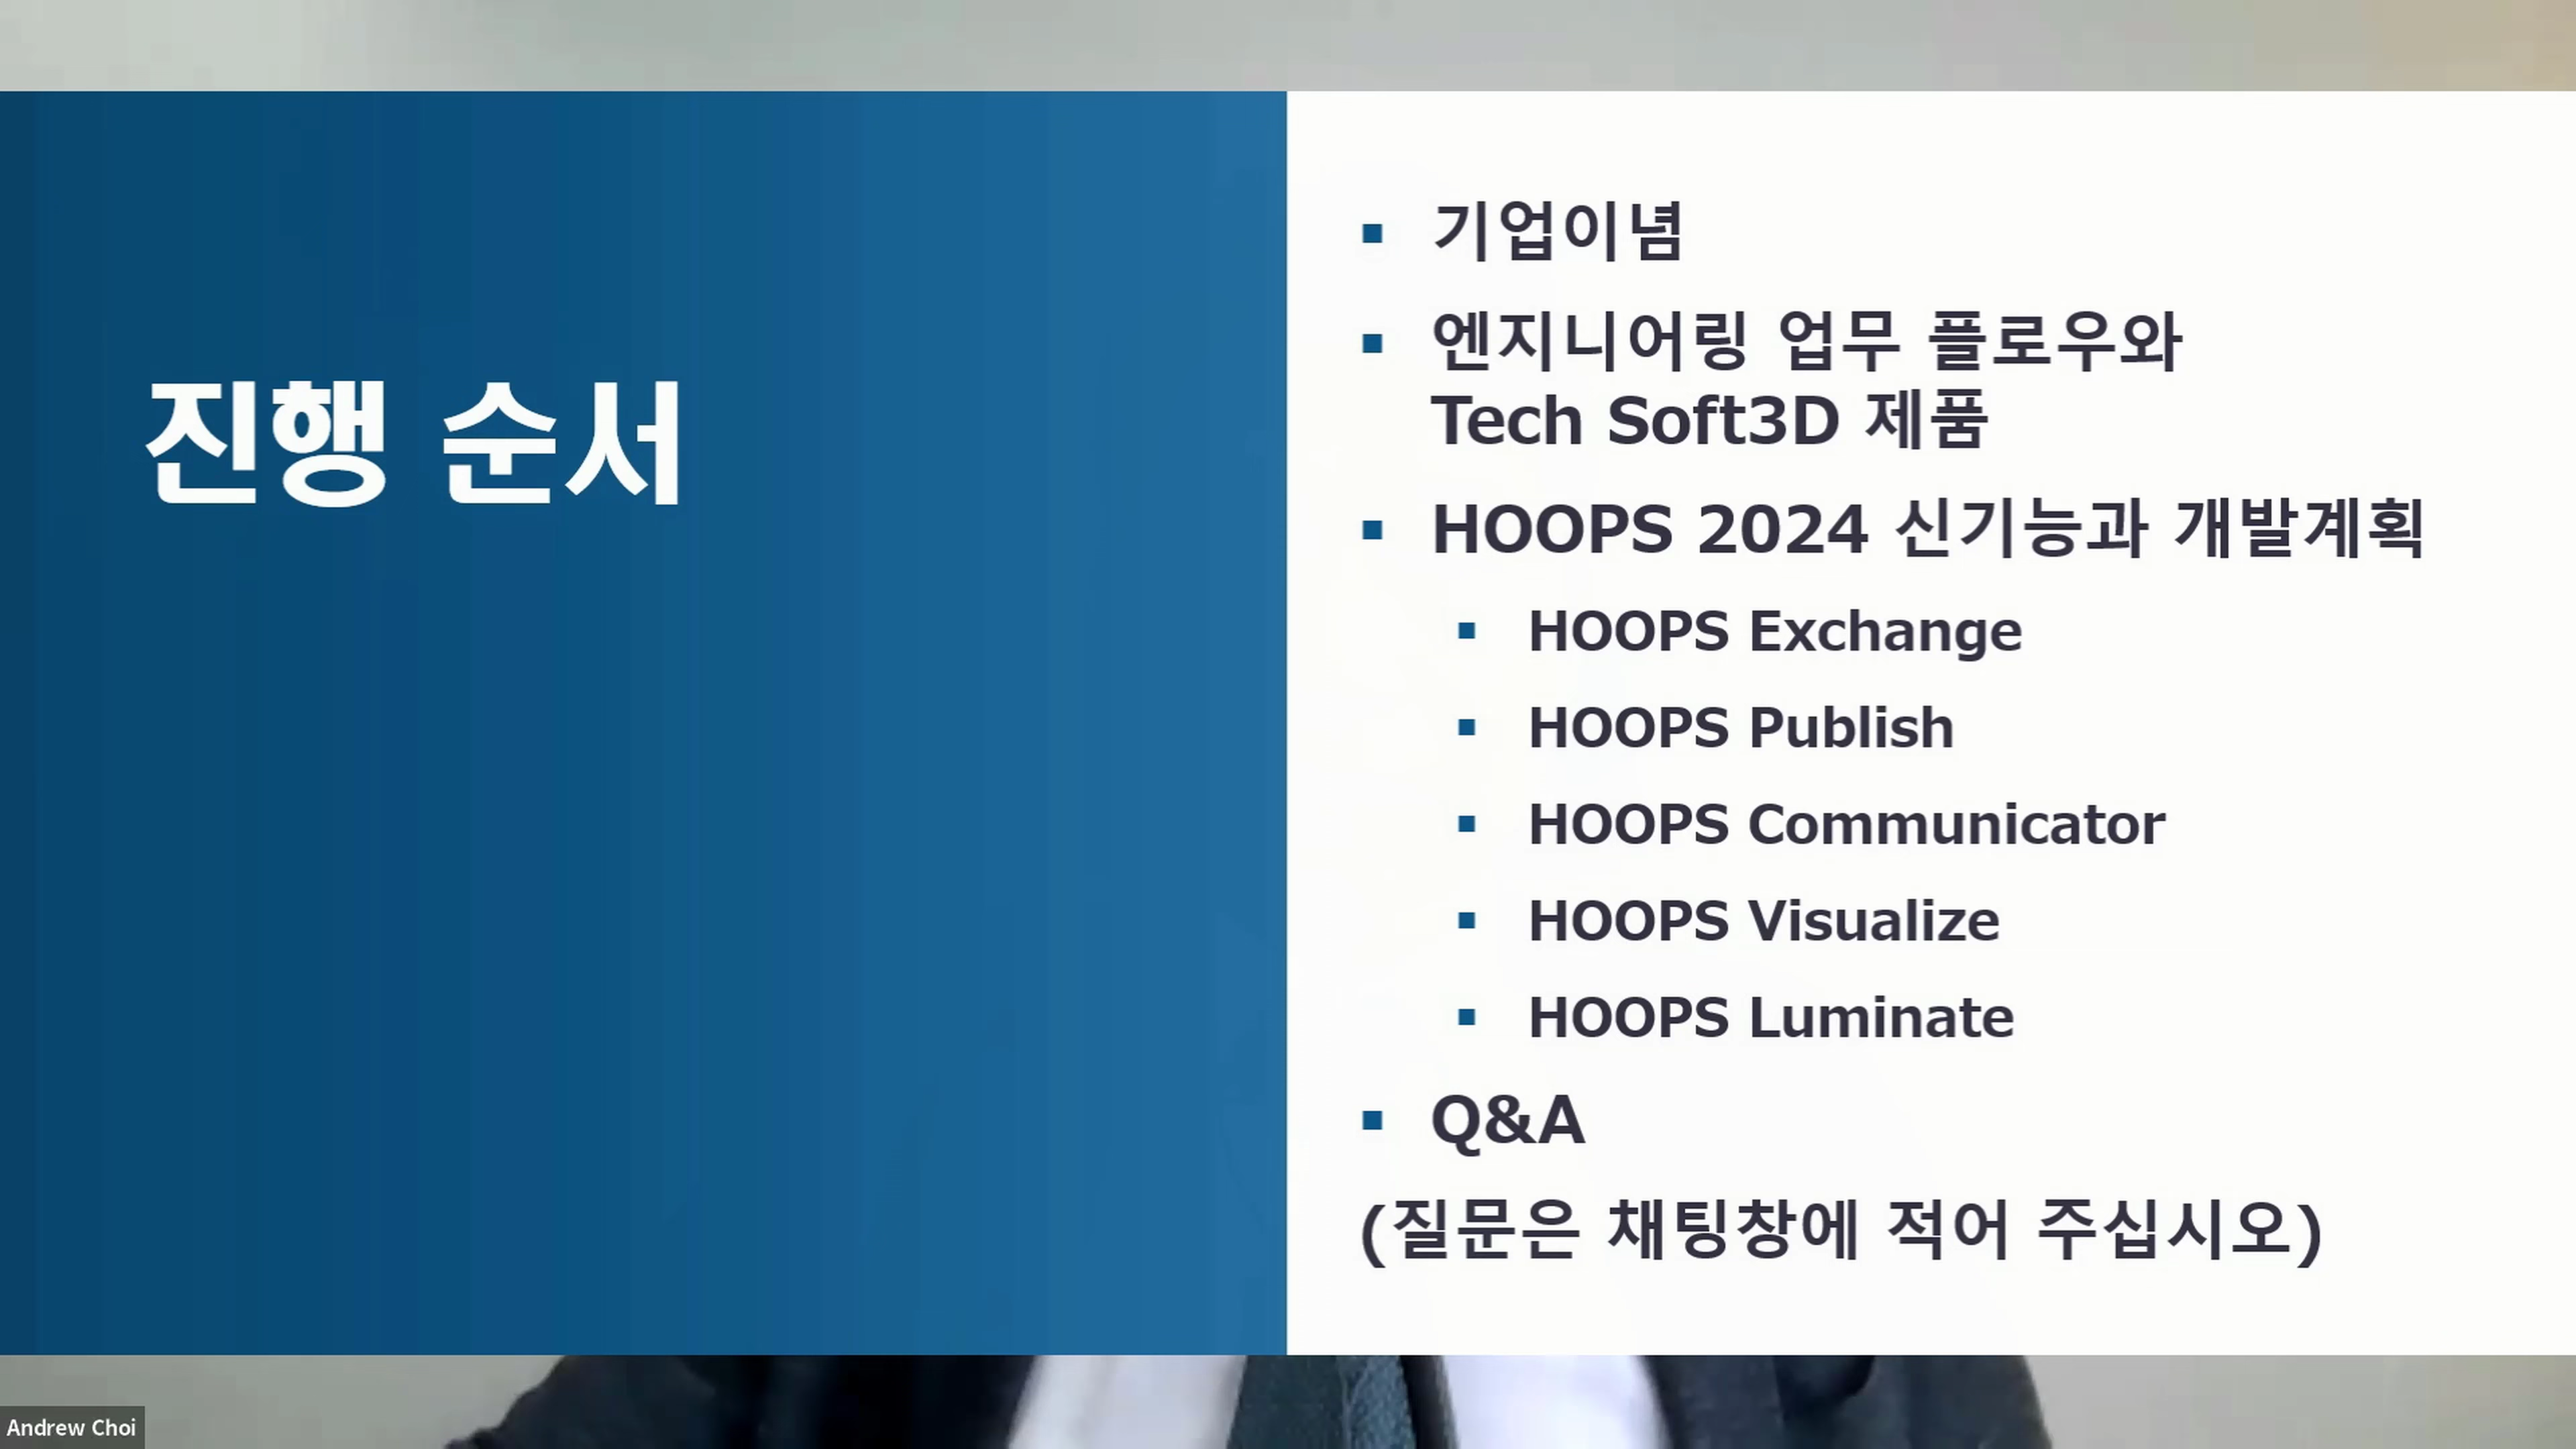 진행 순서
기업이념
엔지니어링 업무 플로우와
Tech Soft3D 제품
HOOPS 2024 신기능과 개발계획
HOOPS Exchange
HOOPS Publish
HOOPS Communicator
HOOPS Visualize
HOOPS Luminate
Q&A
(질문은 채팅창에 적어 주십시오)
Andrew Choi